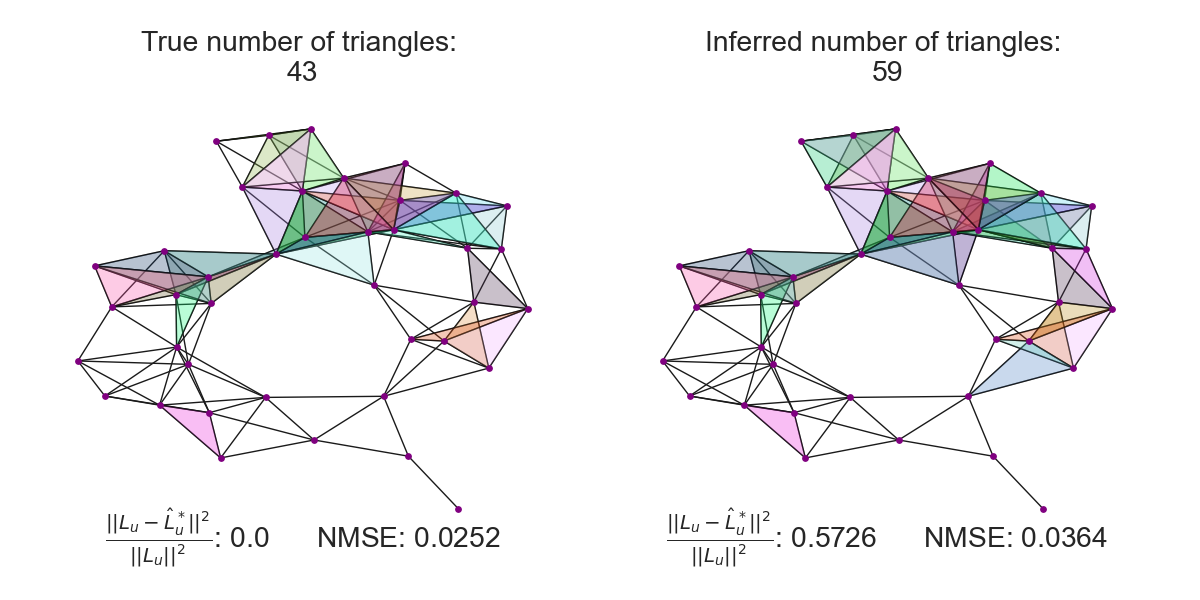 True number of triangles:
43
Inferred number of triangles:
59
\frac{||L_u - \hat{L}_u^*||^2}{||L_u||^2}: 0.0 NMSE: 0.0252
\frac{||L_u - \hat{L}_u^*||^2}{||L_u||^2}: 0.5726 NMSE: 0.0364